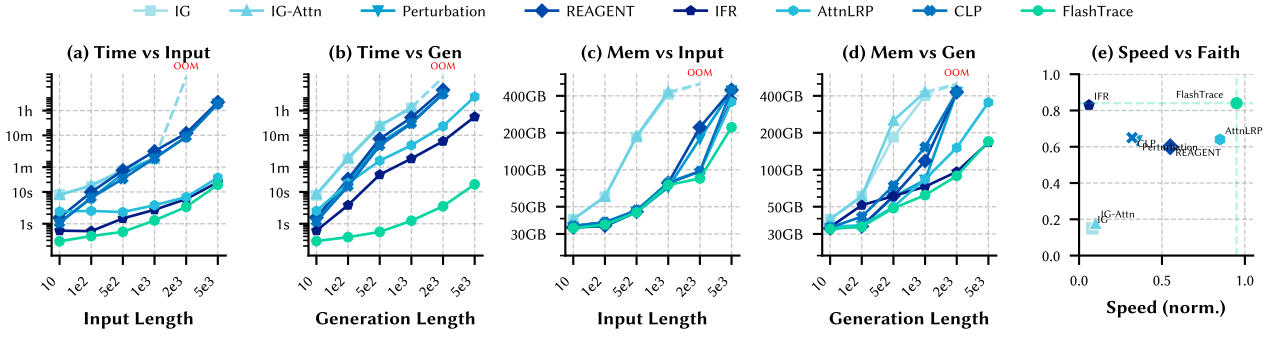 IG IG-Attn Perturbation REAGENT IFR AttnLRP CLP FlashTrace
(a) Time vs Input
OOM
1h
10m
1m
10s
1s
10 1e2 5e2 1e3 2e3 5e3
Input Length
(b) Time vs Gen
OOM
1h
10m
1m
10s
1s
10 1e2 5e2 1e3 2e3 5e3
Generation Length
(c) Mem vs Input
OOM
400GB
200GB
100GB
50GB
30GB
10 1e2 5e2 1e3 2e3 5e3
Input Length
(d) Mem vs Gen
OOM
400GB
200GB
100GB
50GB
30GB
10 1e2 5e2 1e3 2e3 5e3
Generation Length
(e) Speed vs Faith
1.0
0.8
0.6
0.4
0.2
0.0
IFR
FlashTrace
AttnLRP
CLP
Perturbation
REAGENT
IG-Attn
IG
0.0 0.5 1.0
Speed (norm.)